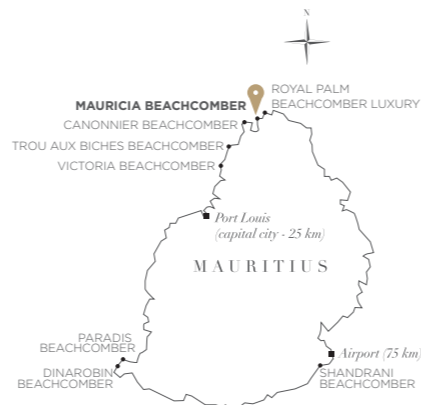 N
ROYAL PALM
BEACHCOMBER LUXURY
MAURICIA BEACHCOMBER
CANONNIER BEACHCOMBER
TROU AUX BICHES BEACHCOMBER
VICTORIA BEACHCOMBER
Port Louis
(capital city - 25 km)
MAURITIUS
PARADIS
BEACHCOMBER
DINAROBIN
BEACHCOMBER
Airport (75 km)
SHANDRANI
BEACHCOMBER